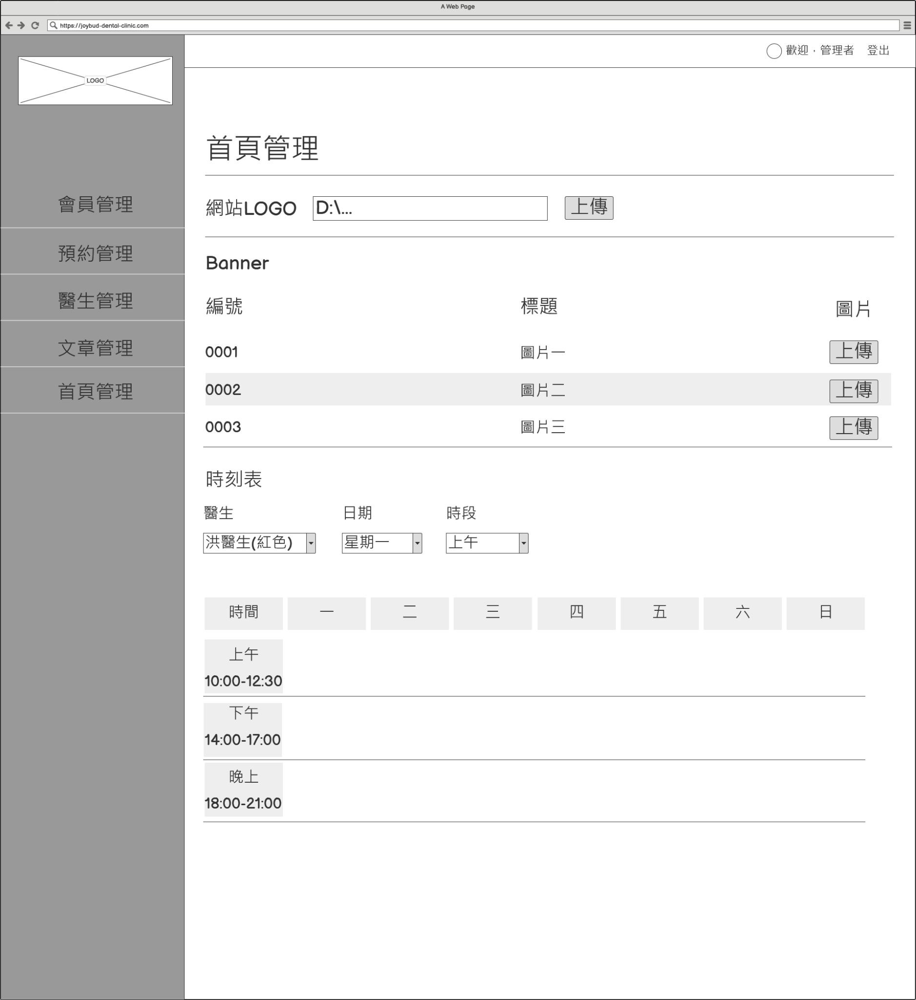 A Web Page
https://joybud-dental-clinic.com
歡迎，管理者 登出
LOGO
會員管理
預約管理
醫生管理
文章管理
首頁管理
首頁管理
網站LOGO D:\... 上傳
Banner
編號 標題 圖片
0001 圖片一 上傳
0002 圖片二 上傳
0003 圖片三 上傳
時刻表
醫生 日期 時段
洪醫生(紅色) 星期一 上午
時間 一 二 三 四 五 六 日
上午
10:00-12:30
下午
14:00-17:00
晚上
18:00-21:00